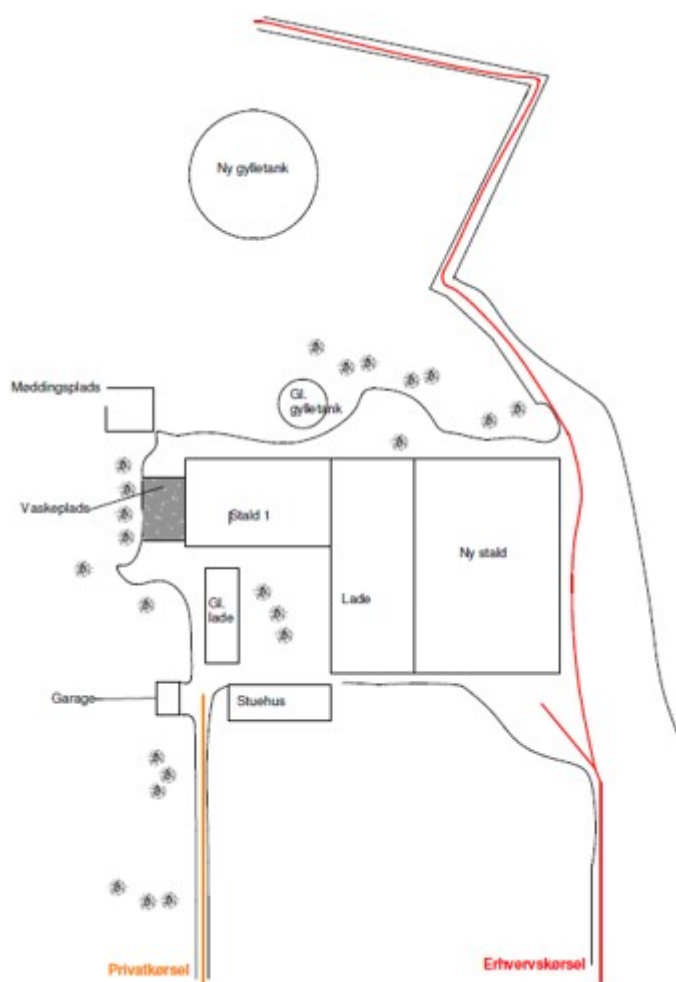 Ny gylletank
Møddingsplads
Gl.
gylletank
Vaskeplads
Stald 1
Ny stald
Gl.
lade
Lade
Garage
Stuehus
Privatkørsel
Erhvervskørsel